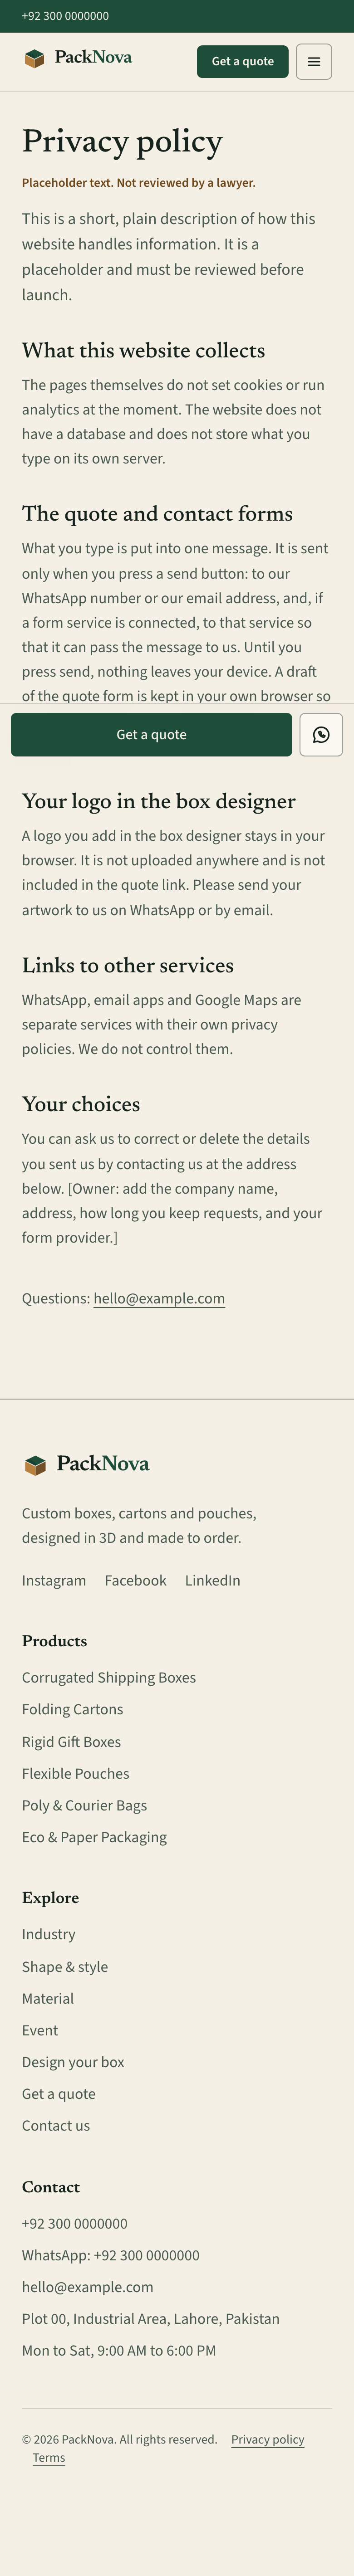 +92 300 0000000
PackNova
Get a quote
Privacy policy
Placeholder text. Not reviewed by a lawyer.
This is a short, plain description of how this
website handles information. It is a
placeholder and must be reviewed before
launch.
What this website collects
The pages themselves do not set cookies or run
analytics at the moment. The website does not
have a database and does not store what you
type on its own server.
The quote and contact forms
What you type is put into one message. It is sent
only when you press a send button: to our
WhatsApp number or our email address, and, if
a form service is connected, to that service so
that it can pass the message to us. Until you
press send, nothing leaves your device. A draft
of the quote form is kept in your own browser so
Get a quote
Your logo in the box designer
A logo you add in the box designer stays in your
browser. It is not uploaded anywhere and is not
included in the quote link. Please send your
artwork to us on WhatsApp or by email.
Links to other services
WhatsApp, email apps and Google Maps are
separate services with their own privacy
policies. We do not control them.
Your choices
You can ask us to correct or delete the details
you sent us by contacting us at the address
below. [Owner: add the company name,
address, how long you keep requests, and your
form provider.]
Questions: hello@example.com
PackNova
Custom boxes, cartons and pouches,
designed in 3D and made to order.
Instagram Facebook LinkedIn
Products
Corrugated Shipping Boxes
Folding Cartons
Rigid Gift Boxes
Flexible Pouches
Poly & Courier Bags
Eco & Paper Packaging
Explore
Industry
Shape & style
Material
Event
Design your box
Get a quote
Contact us
Contact
+92 300 0000000
WhatsApp: +92 300 0000000
hello@example.com
Plot 00, Industrial Area, Lahore, Pakistan
Mon to Sat, 9:00 AM to 6:00 PM
© 2026 PackNova. All rights reserved. Privacy policy
Terms